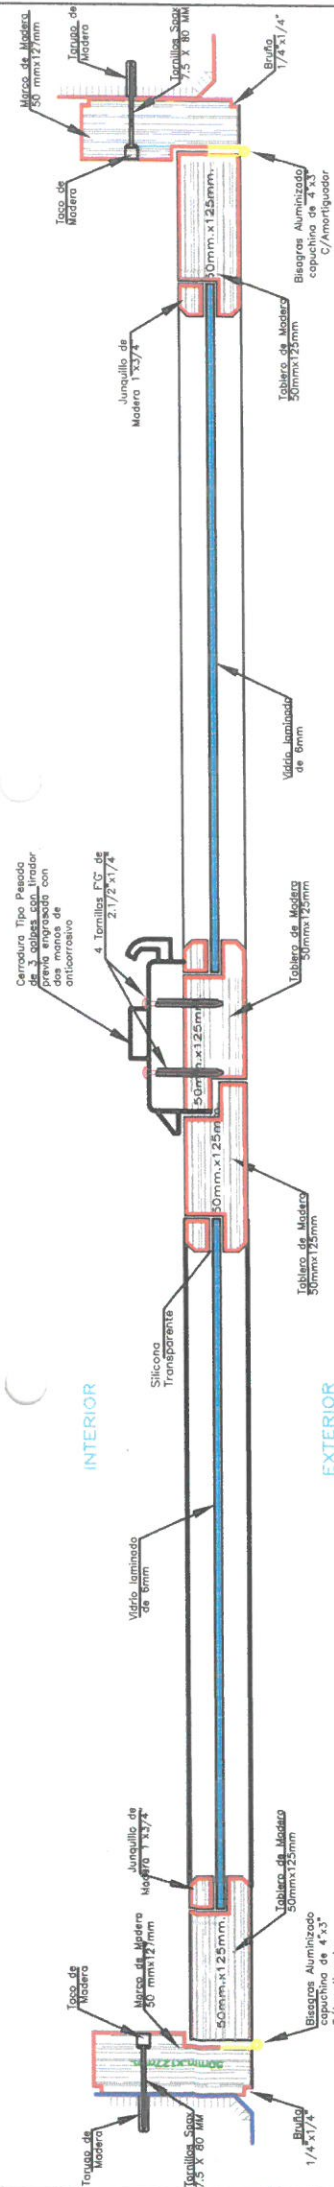 Tarugo de
Madera
Taco de
Madera
Marco de Madera
50 mmx127mm
Junquillo de
Madera 1"x3/4"
Vidrio laminado
de 6mm
INTERIOR
Silicona
Transparente
Cerradura Tipo Pesada
de 3 golpes con tirador
previa engrasada con
dos manos de
anticorrosivo
4 Tornillos F°G° de
2.1/2"x1/4"
Junquillo de
Madera 1"x3/4"
Taco de
Madera
Marco de Madera
50 mmx127mm
Tarugo de
Madera
Tornillos Spax
7.5 X 80 MM
50mm.x127mm.
50mm.x125mm.
50mm.x125mm
50mm.x125mm
50mm.x125mm.
Tornillos Spax
7.5 X 80 MM
Bruña
1/4"x1/4"
Bisagras Aluminizado
capuchina de 4"x3"
Tablero de Madera
50mmx125mm
EXTERIOR
Tablero de Madera
50mmx125mm
Tablero de Madera
50mmx125mm
Vidrio laminado
de 6mm
Tablero de Madera
50mmx125mm
Bisagras Aluminizado
capuchina de 4"x3"
C/Amortiguador
Bruña
1/4"x1/4"